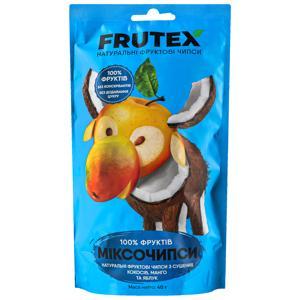 FRUTEX
НАТУРАЛЬНІ ФРУКТОВІ ЧИПСИ
100%
ФРУКТІВ
БЕЗ КОНСЕРВАНТІВ
БЕЗ ДОДАВАННЯ
ЦУКРУ
100% ФРУКТІВ
МІКСОЧИПСИ
НАТУРАЛЬНІ ФРУКТОВІ ЧИПСИ З СУШЕНИХ
КОКОСІВ, МАНГО
ТА ЯБЛУК
Маса нетто: 40 г